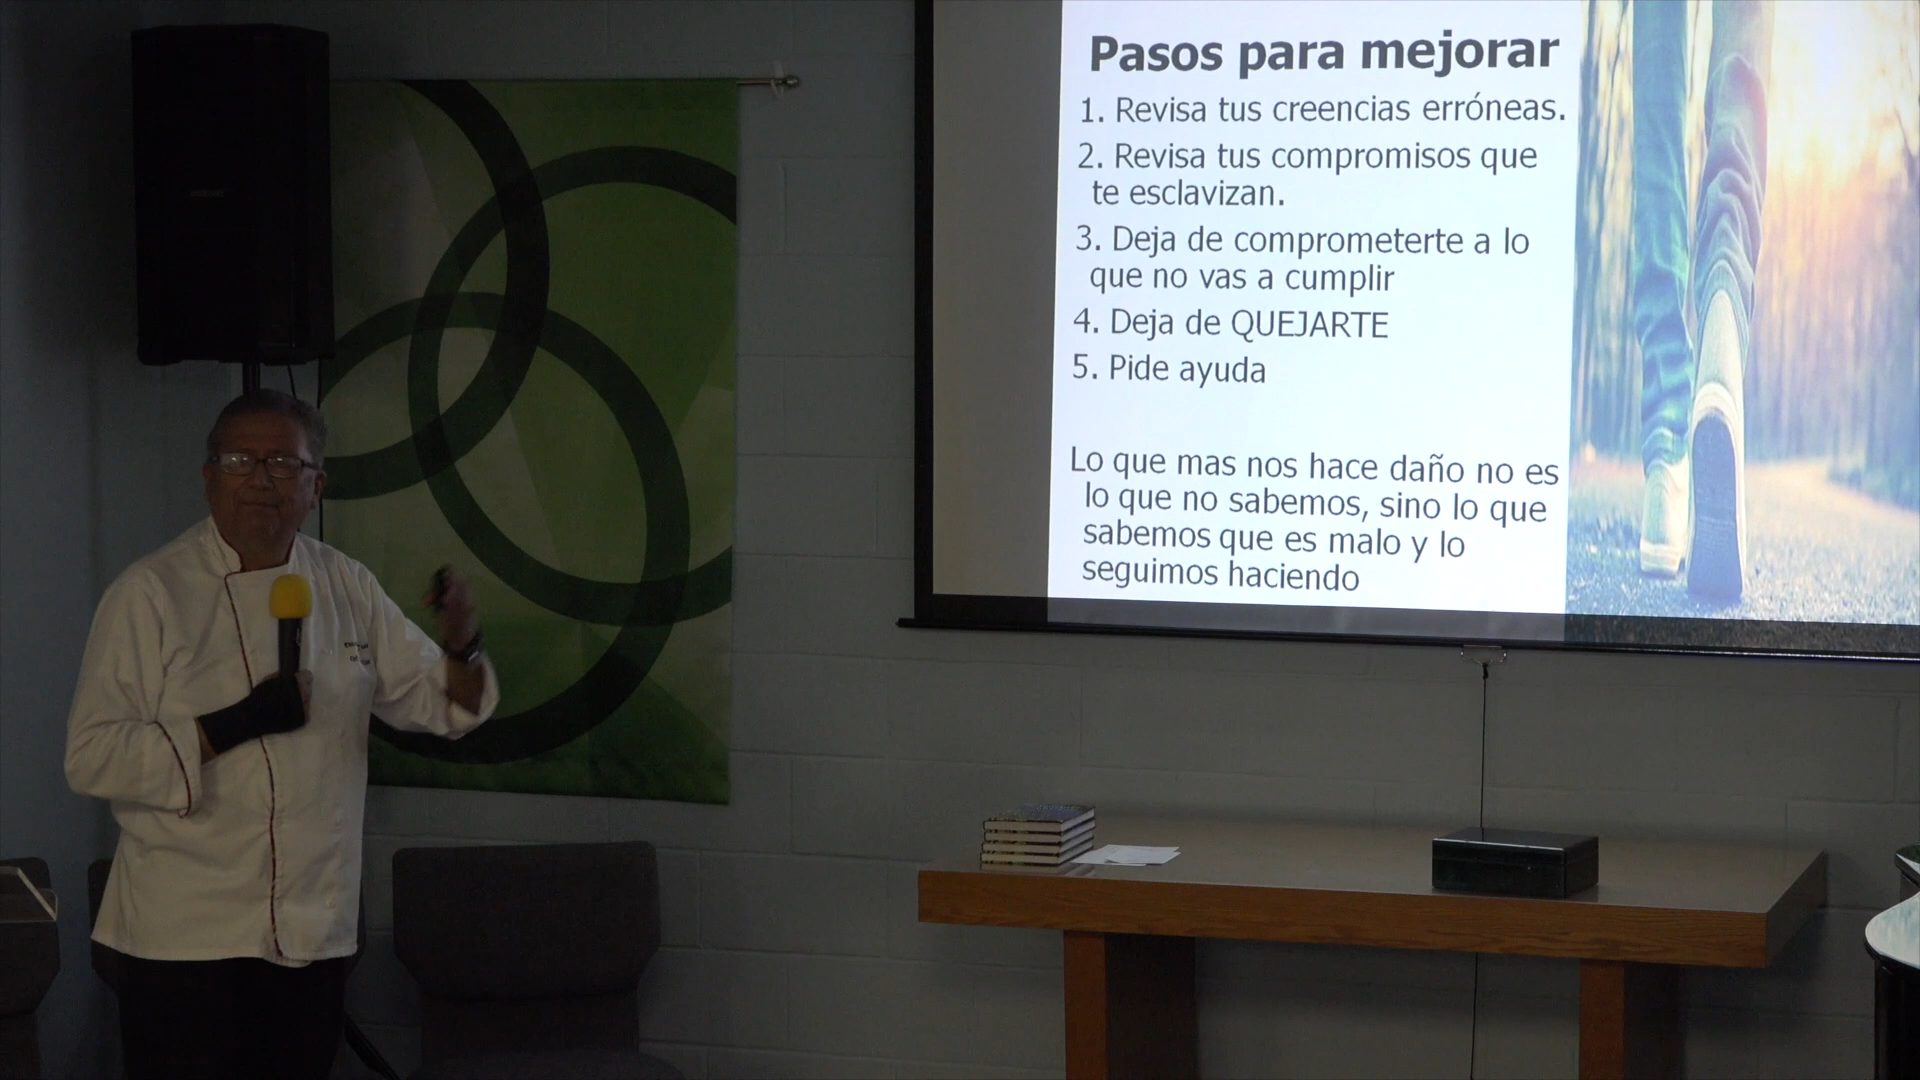 Pasos para mejorar
1. Revisa tus creencias erróneas.
2. Revisa tus compromisos que
te esclavizan.
3. Deja de comprometerte a lo
que no vas a cumplir
4. Deja de QUEJARTE
5. Pide ayuda
Lo que mas nos hace daño no es
lo que no sabemos, sino lo que
sabemos que es malo y lo
seguimos haciendo